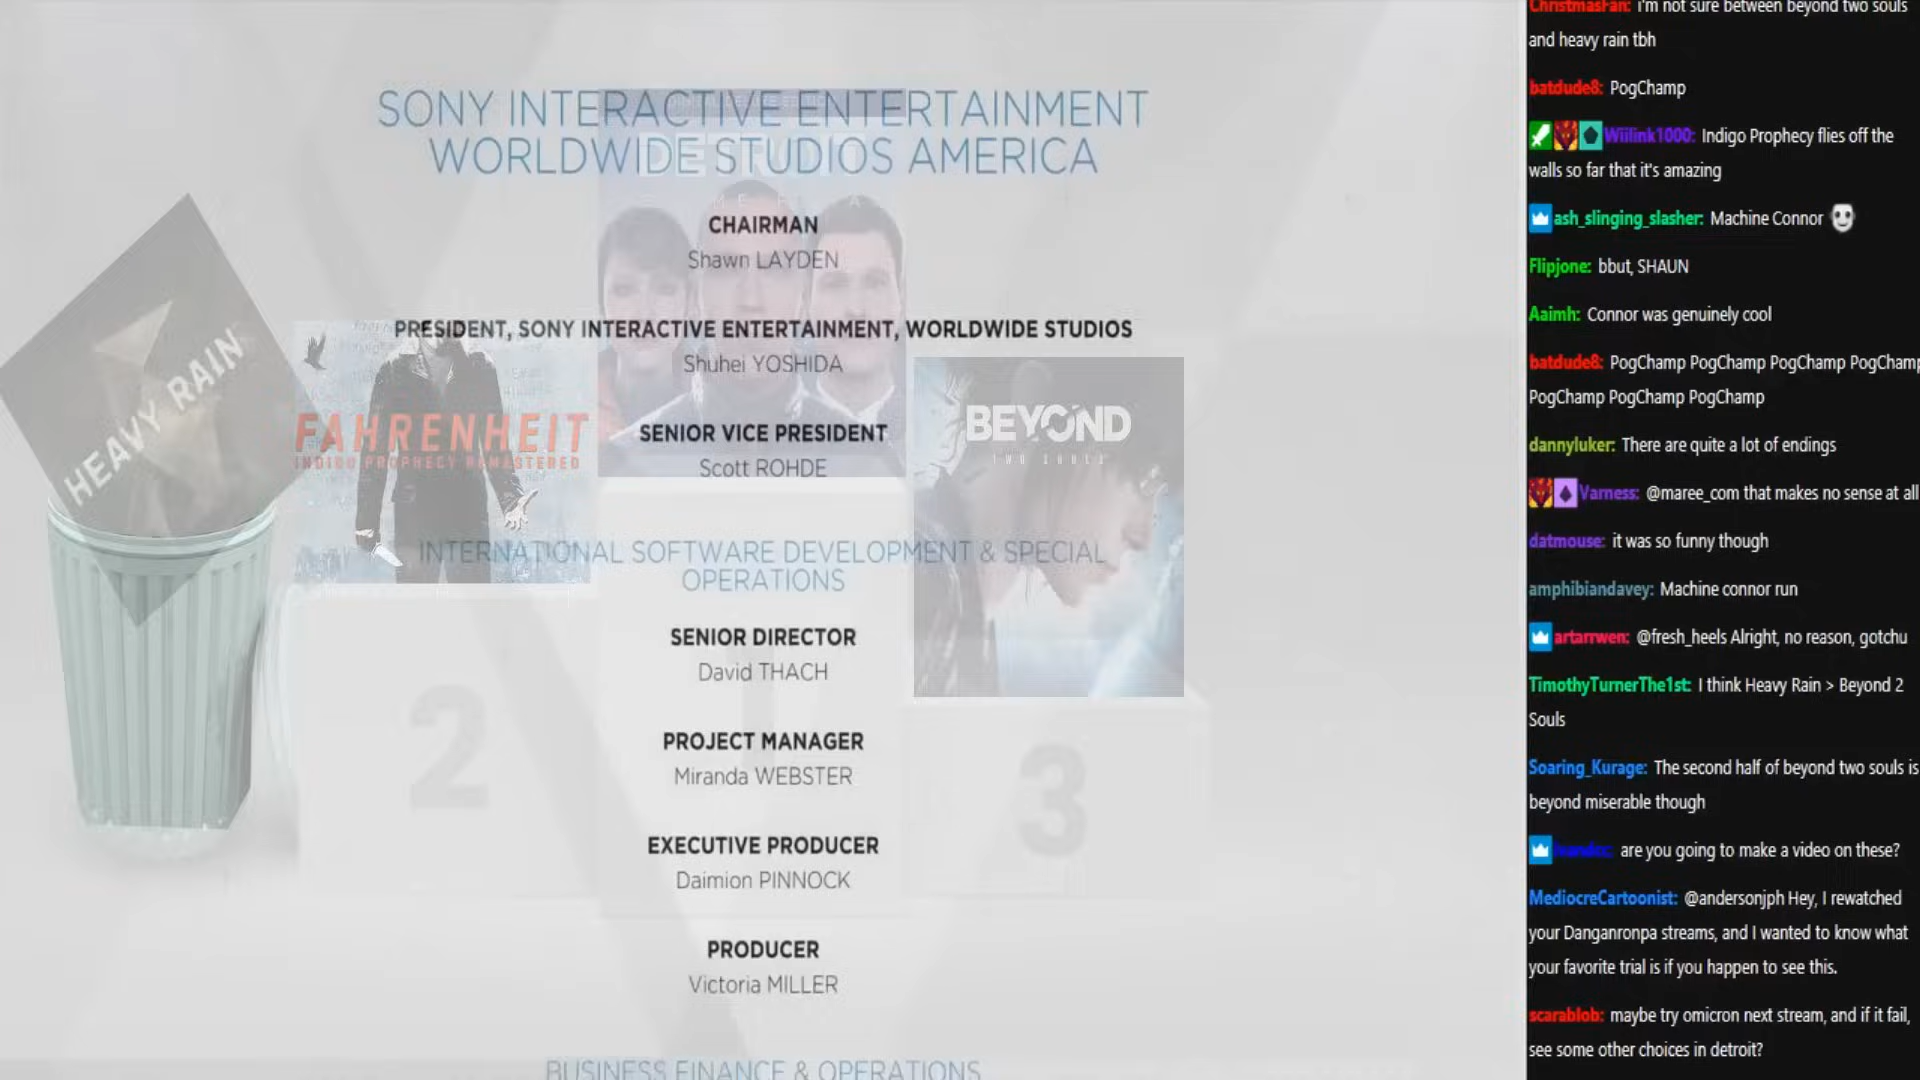 SONY INTERACTIVE ENTERTAINMENT
WORLDWIDE STUDIOS AMERICA
CHAIRMAN
Shawn LAYDEN
PRESIDENT, SONY INTERACTIVE ENTERTAINMENT, WORLDWIDE STUDIOS
Shuhei YOSHIDA
SENIOR VICE PRESIDENT
Scott ROHDE
INTERNATIONAL SOFTWARE DEVELOPMENT & SPECIAL
OPERATIONS
SENIOR DIRECTOR
David THACH
PROJECT MANAGER
Miranda WEBSTER
EXECUTIVE PRODUCER
Daimion PINNOCK
PRODUCER
Victoria MILLER
BUSINESS FINANCE & OPERATIONS
HEAVY RAIN
FAHRENHEIT
INDIGO PROPHECY REMASTERED
DETROIT
BEYOND
TWO SOULS
2
1
3
ChristmasFan: i'm not sure between beyond two souls
and heavy rain tbh
batdude8: PogChamp
Wiilink1000: Indigo Prophecy flies off the
walls so far that it's amazing
ash_slinging_slasher: Machine Connor
Flipjone: bbut, SHAUN
Aaimh: Connor was genuinely cool
batdude8: PogChamp PogChamp PogChamp PogChamp
PogChamp PogChamp PogChamp
dannyluker: There are quite a lot of endings
Varness: @maree_com that makes no sense at all
datmouse: it was so funny though
amphibiandavey: Machine connor run
artarrwen: @fresh_heels Alright, no reason, gotchu
TimothyTurnerThe1st: I think Heavy Rain > Beyond 2
Souls
Soaring_Kurage: The second half of beyond two souls is
beyond miserable though
are you going to make a video on these?
MediocreCartoonist: @andersonjph Hey, I rewatched
your Danganronpa streams, and I wanted to know what
your favorite trial is if you happen to see this.
scarablob: maybe try omicron next stream, and if it fail,
see some other choices in detroit?